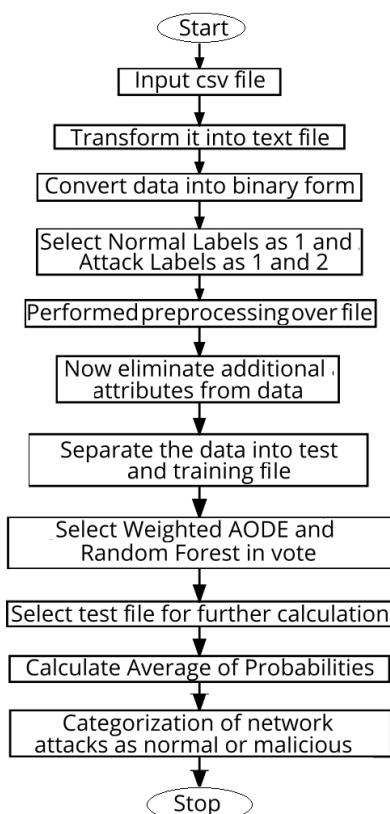 Start
Input csv file
Transform it into text file
Convert data into binary form
Select Normal Labels as 1 and
Attack Labels as 1 and 2
Performed preprocessing over file
Now eliminate additional
attributes from data
Separate the data into test
and training file
Select Weighted AODE and
Random Forest in vote
Select test file for further calculation
Calculate Average of Probabilities
Categorization of network
attacks as normal or malicious
Stop